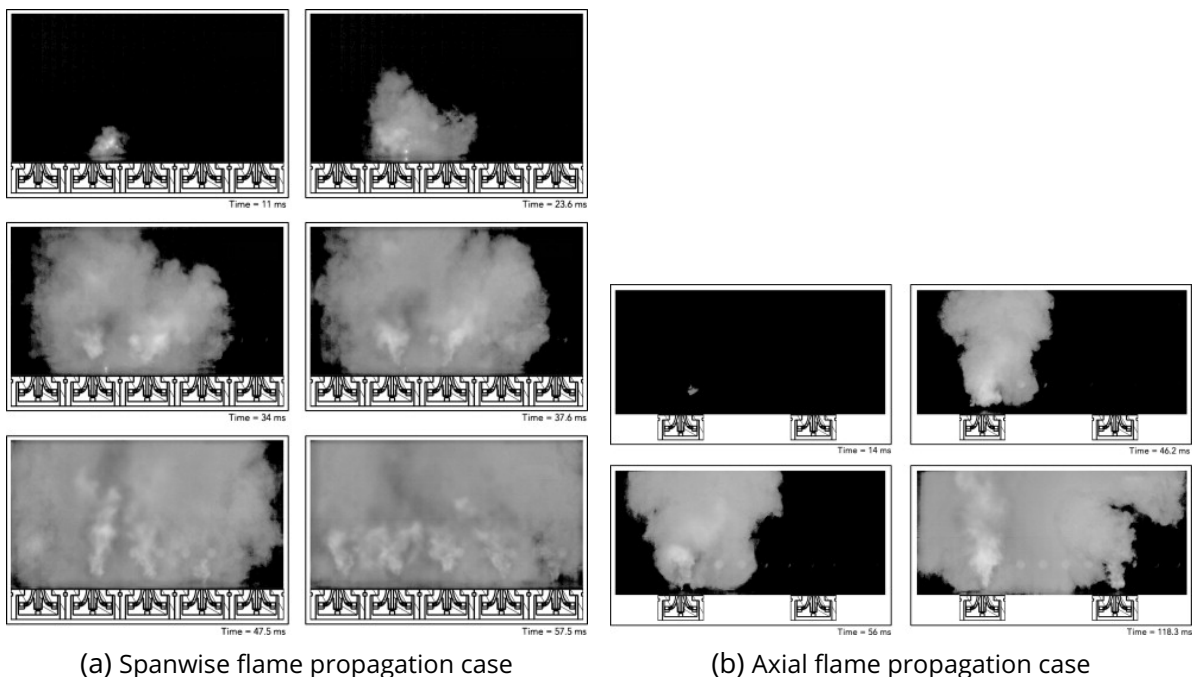 Time = 11 ms
Time = 23.6 ms
Time = 34 ms
Time = 37.6 ms
Time = 47.5 ms
Time = 57.5 ms
(a) Spanwise flame propagation case
Time = 14 ms
Time = 46.2 ms
Time = 56 ms
Time = 118.3 ms
(b) Axial flame propagation case